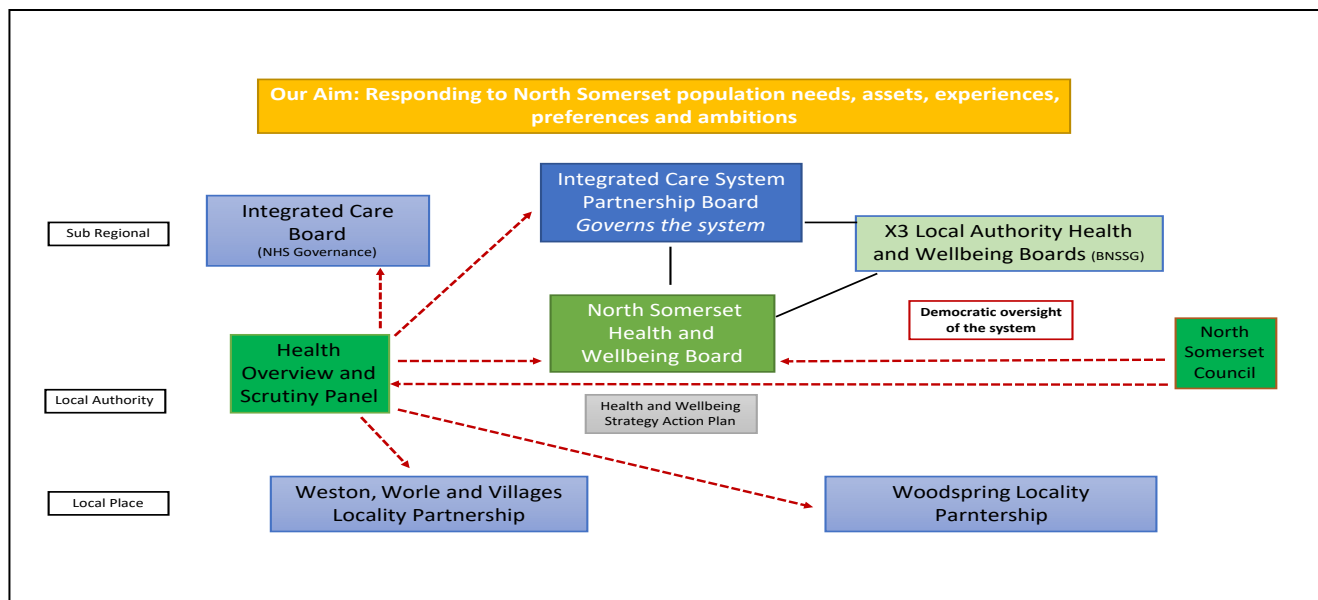 Our Aim: Responding to North Somerset population needs, assets, experiences,
preferences and ambitions
Integrated Care System
Partnership Board
Governs the system
Integrated Care
Board
(NHS Governance)
Sub Regional
X3 Local Authority Health
and Wellbeing Boards (BNSSG)
North Somerset
Health and
Wellbeing Board
Democratic oversight
of the system
North
Somerset
Council
Health
Overview and
Scrutiny Panel
Local Authority
Health and Wellbeing
Strategy Action Plan
Local Place
Weston, Worle and Villages
Locality Partnership
Woodspring Locality
Parntership